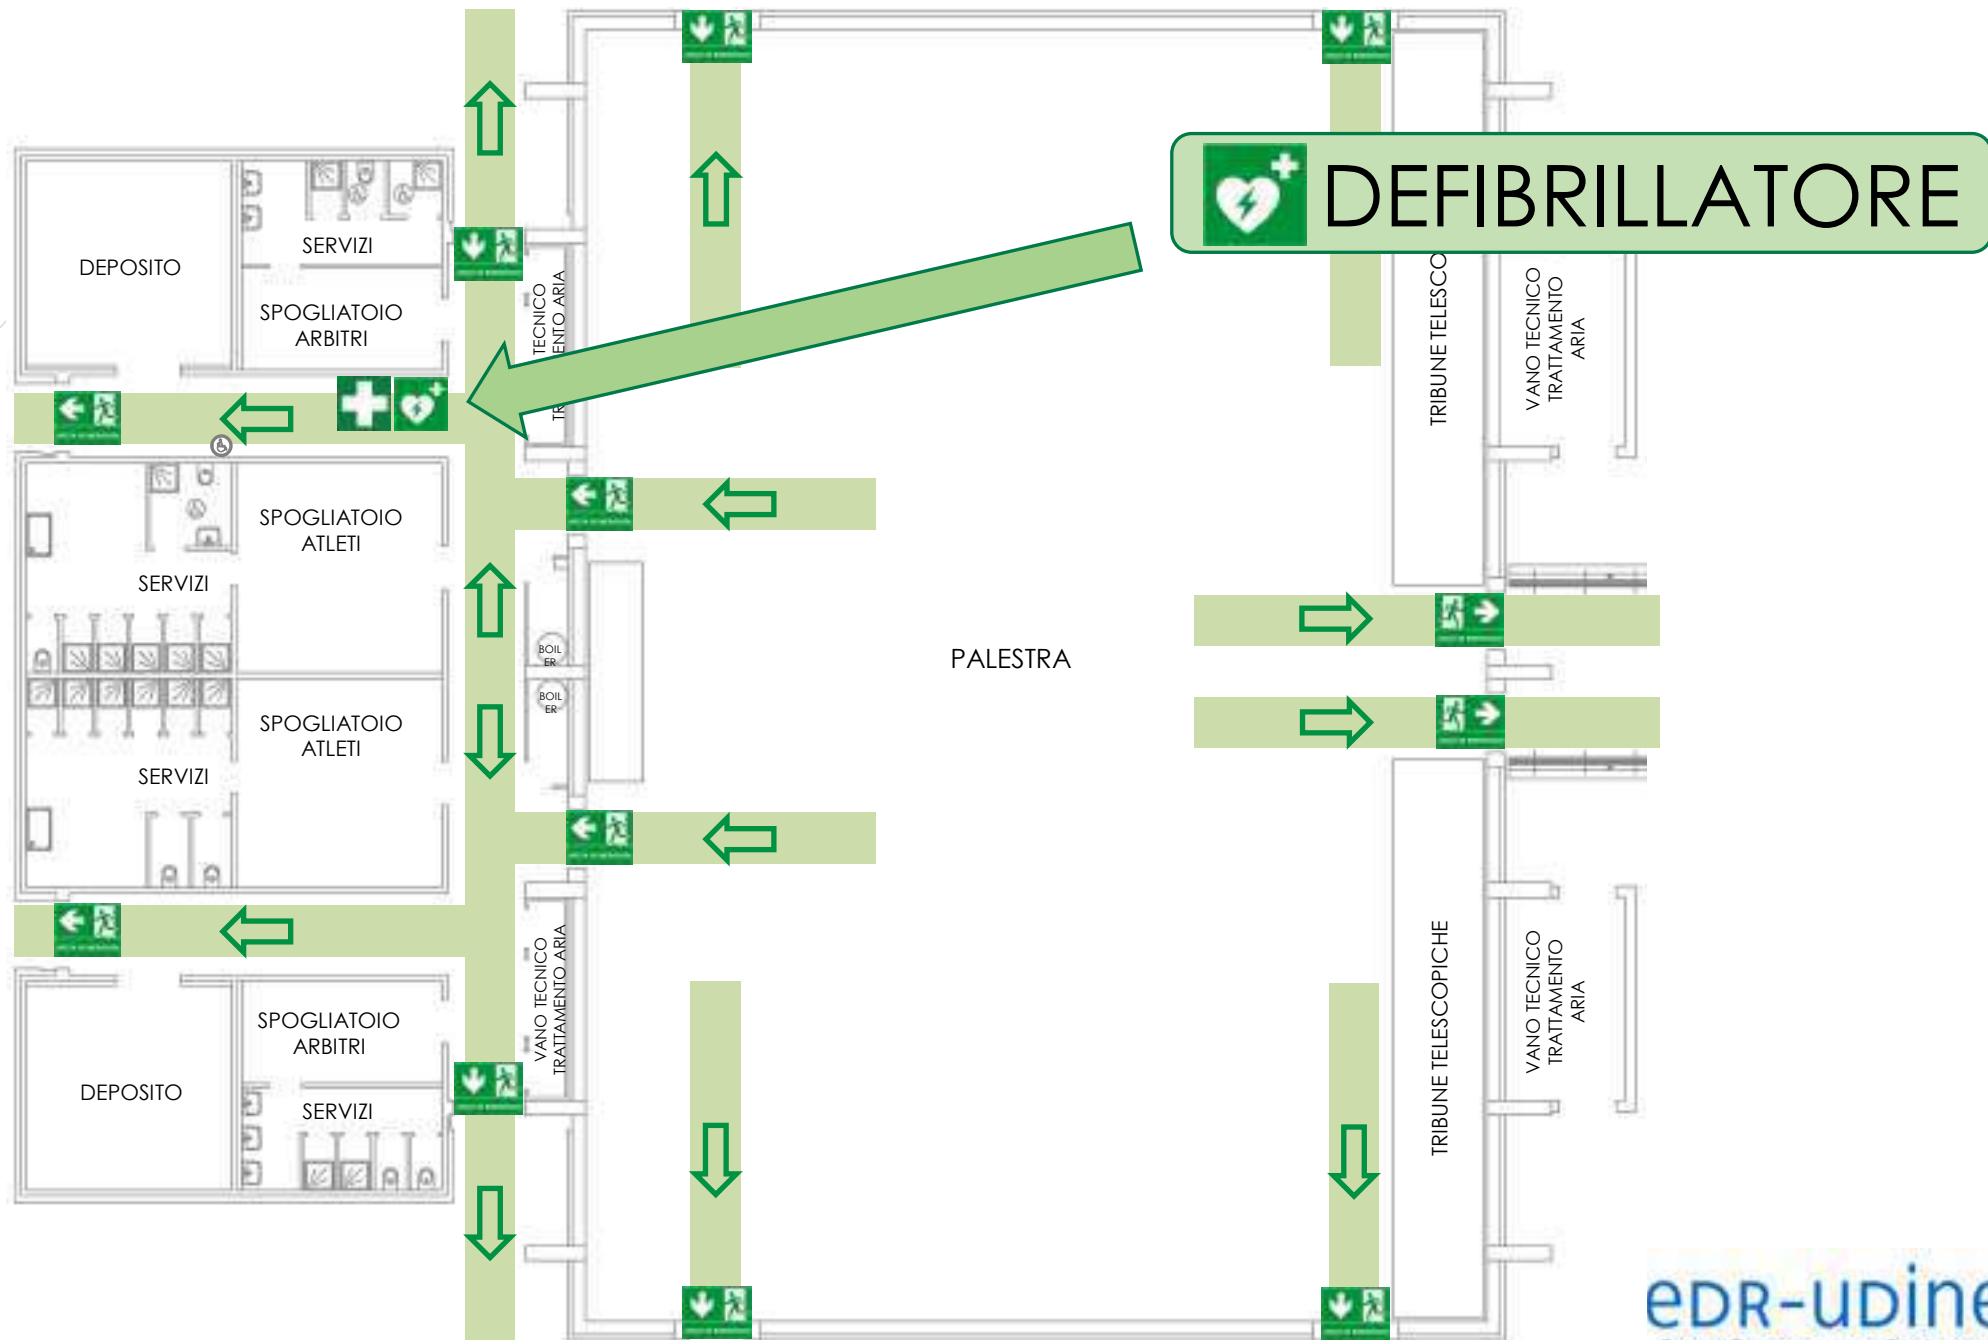 DEFIBRILLATORE
SERVIZI
DEPOSITO
SPOGLIATOIO
ARBITRI
TECNICO
ENTO ARIA
TRIBUNE TELESCO
VANO TECNICO
TRATTAMENTO
ARIA
SPOGLIATOIO
ATLETI
SERVIZI
BOIL
ER
BOIL
ER
PALESTRA
SPOGLIATOIO
ATLETI
SERVIZI
VANO TECNICO
TRATTAMENTO ARIA
TRIBUNE TELESCOPICHE
VANO TECNICO
TRATTAMENTO
ARIA
SPOGLIATOIO
ARBITRI
DEPOSITO
SERVIZI
eDR-UDine